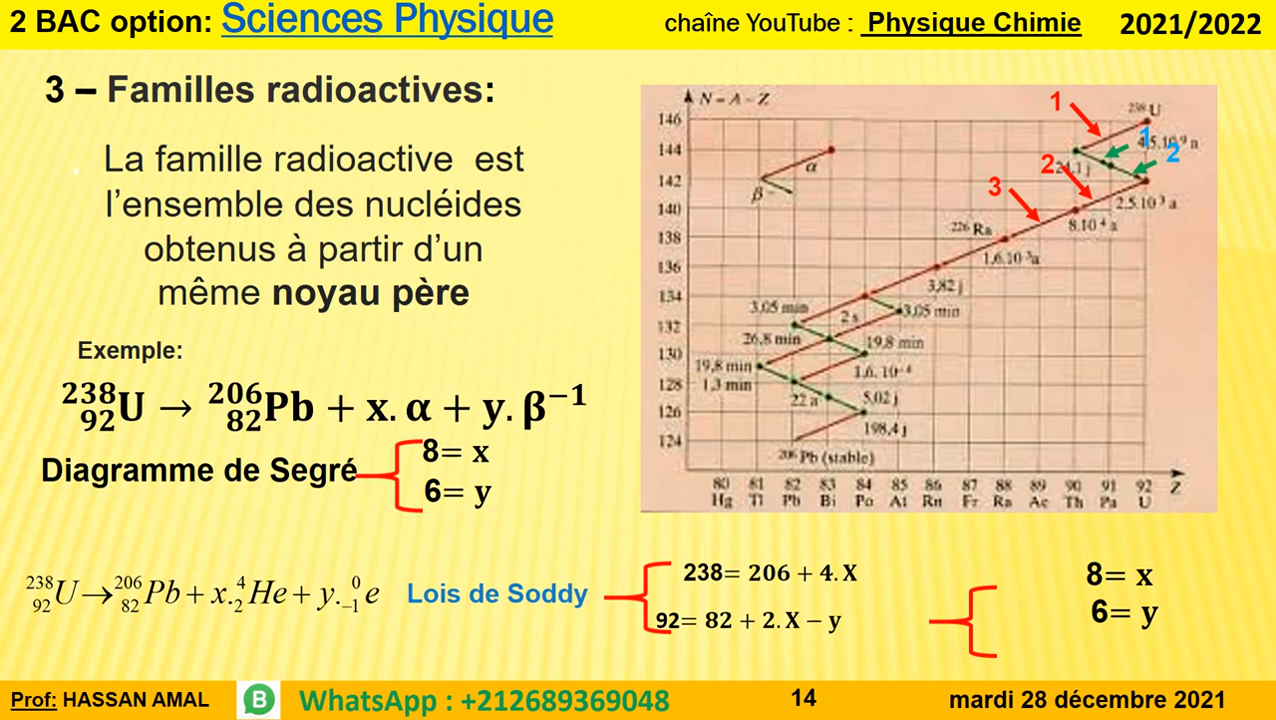 2 BAC option: Sciences Physique
chaîne YouTube : Physique Chimie
2021/2022
3 – Familles radioactives:
La famille radioactive est
l'ensemble des nucléides
obtenus à partir d'un
même noyau père
Exemple:
²³⁸₉₂U → ²⁰⁶₈₂Pb + x. α + y. β⁻¹
Diagramme de Segré
8= x
6= y
N = A - Z
146
144
142
140
138
136
134
132
130
128
126
124
1
²³⁸U
4,5.10⁹ a
1
2
2
24,1 j
3
α
β⁻
2.5.10⁵ a
8.10⁴ a
²²⁶Ra
1,6.10³a
3,82 j
3,05 min
2 s
3,05 min
26,8 min
19,8 min
19,8 min
1,6. 10⁻⁴
1,3 min
22 a
5,02 j
198,4 j
²⁰⁶Pb (stable)
80 81 82 83 84 85 86 87 88 89 90 91 92 Z
Hg Tl Pb Bi Po At Rn Fr Ra Ac Th Pa U
²³⁸₉₂U → ²⁰⁶₈₂Pb + x.⁴₂He + y.⁰₋₁e
Lois de Soddy
238= 206 + 4.X
92= 82 + 2.X − y
8= x
6= y
Prof: HASSAN AMAL
B
WhatsApp : +212689369048
14
mardi 28 décembre 2021